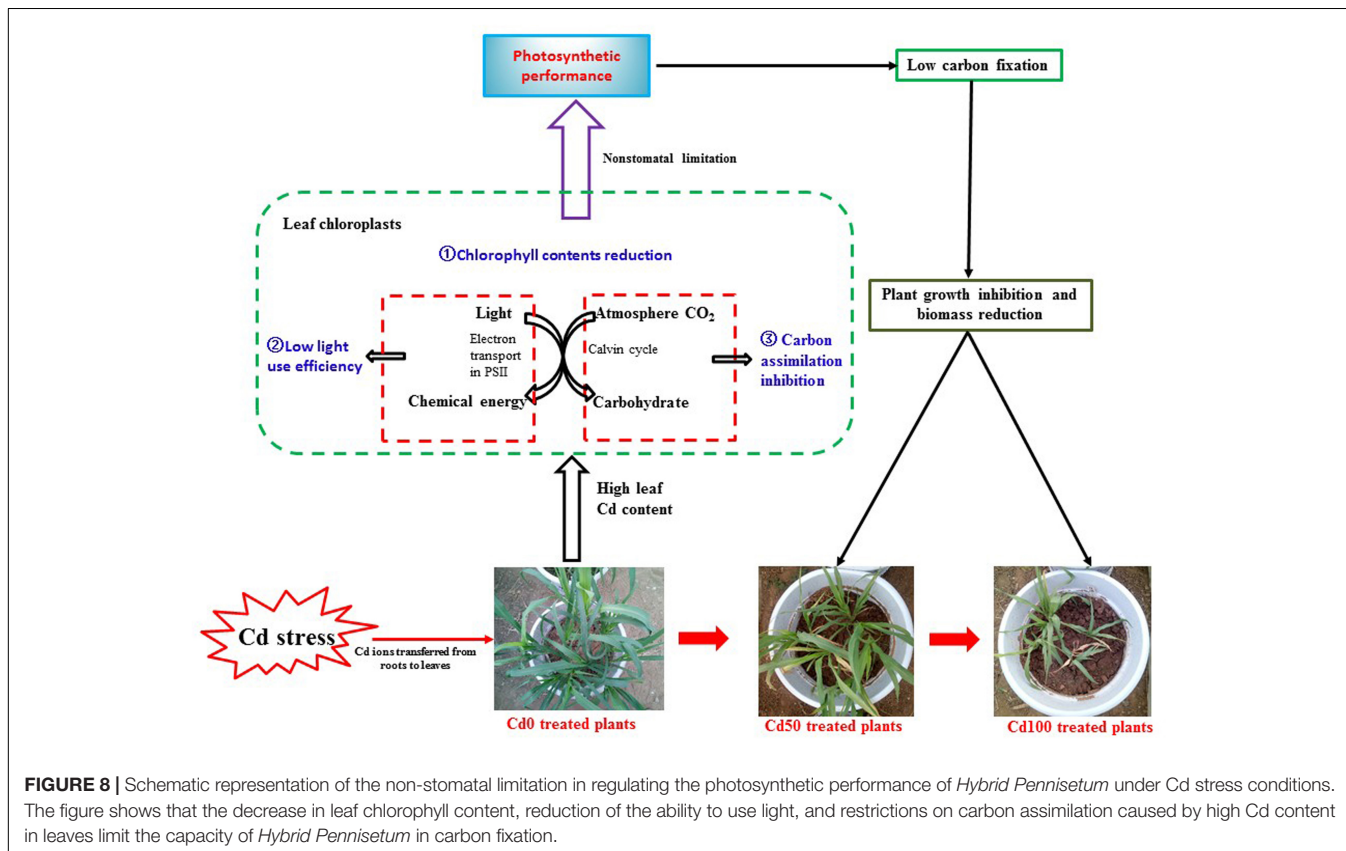 Photosynthetic
performance
Low carbon fixation
Nonstomatal limitation
Leaf chloroplasts
①Chlorophyll contents reduction
Plant growth inhibition and
biomass reduction
②Low light
use efficiency
Light
Electron
transport
in PSII
Chemical energy
Atmosphere CO₂
Calvin cycle
Carbohydrate
③ Carbon
assimilation
inhibition
High leaf
Cd content
Cd stress
Cd ions transferred from
roots to leaves
Cd0 treated plants
Cd50 treated plants
Cd100 treated plants
FIGURE 8 | Schematic representation of the non-stomatal limitation in regulating the photosynthetic performance of Hybrid Pennisetum under Cd stress conditions.
The figure shows that the decrease in leaf chlorophyll content, reduction of the ability to use light, and restrictions on carbon assimilation caused by high Cd content
in leaves limit the capacity of Hybrid Pennisetum in carbon fixation.